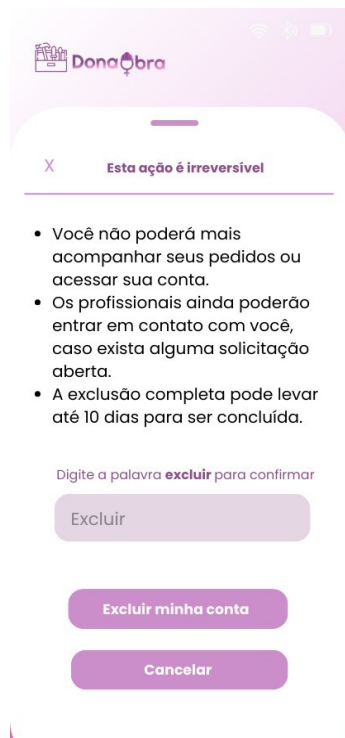 DonaObra
X Esta ação é irreversível
• Você não poderá mais
acompanhar seus pedidos ou
acessar sua conta.
• Os profissionais ainda poderão
entrar em contato com você,
caso exista alguma solicitação
aberta.
• A exclusão completa pode levar
até 10 dias para ser concluída.
Digite a palavra excluir para confirmar
Excluir
Excluir minha conta
Cancelar